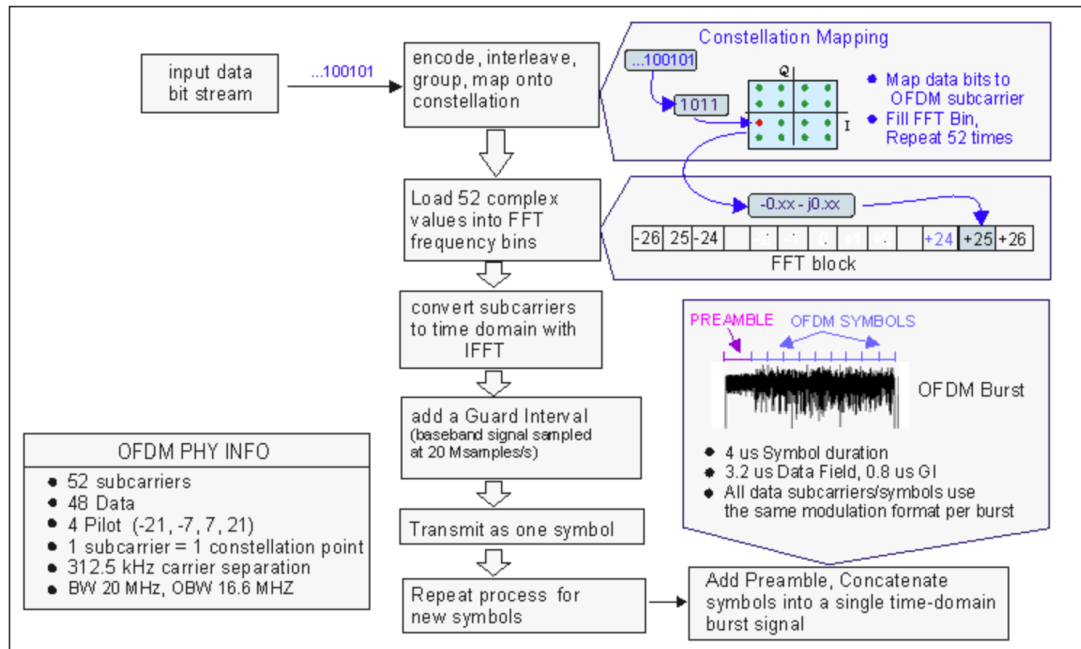 input data
bit stream
...100101
encode, interleave,
group, map onto
constellation
Constellation Mapping
...100101
1011
Q
I
Map data bits to
OFDM subcarrier
Fill FFT Bin,
Repeat 52 times
Load 52 complex
values into FFT
frequency bins
-0.xx - j0.xx
-26 25 -24 +24 +25 +26
FFT block
convert subcarriers
to time domain with
IFFT
add a Guard Interval
(baseband signal sampled
at 20 Msamples/s)
Transmit as one symbol
Repeat process for
new symbols
PREAMBLE OFDM SYMBOLS
OFDM Burst
4 us Symbol duration
3.2 us Data Field, 0.8 us GI
All data subcarriers/symbols use
the same modulation format per burst
Add Preamble, Concatenate
symbols into a single time-domain
burst signal
OFDM PHY INFO
52 subcarriers
48 Data
4 Pilot (-21, -7, 7, 21)
1 subcarrier = 1 constellation point
312.5 kHz carrier separation
BW 20 MHz, OBW 16.6 MHZ